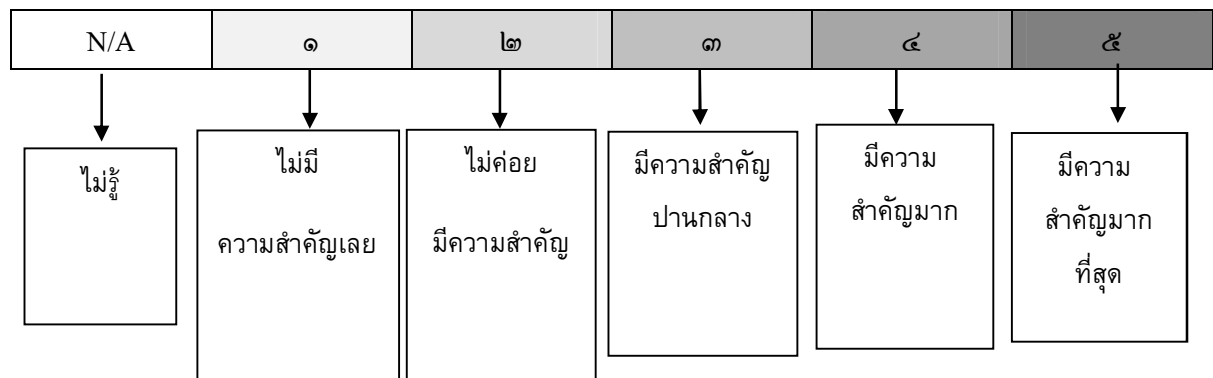 N/A ๑ ๒ ๓ ๔ ๕
ไม่รู้
ไม่มี
ความสำคัญเลย
ไม่ค่อย
มีความสำคัญ
มีความสำคัญ
ปานกลาง
มีความ
สำคัญมาก
มีความ
สำคัญมาก
ที่สุด